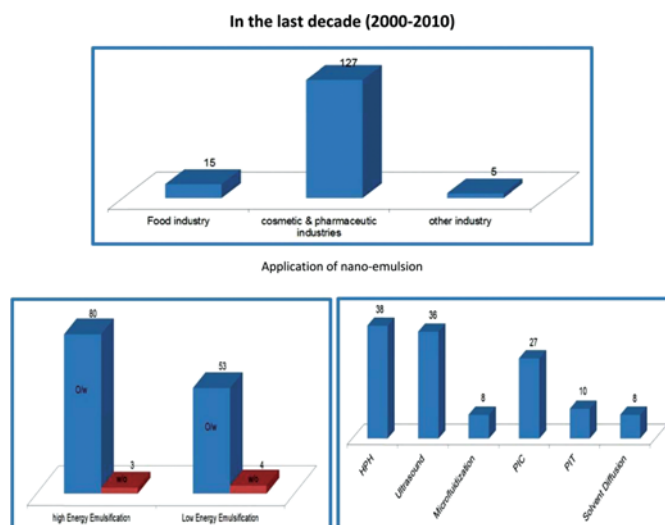 In the last decade (2000-2010)
127
15
5
Food industry
cosmetic & pharmaceutic
industries
other industry
Application of nano-emulsion
80
53
O/w
O/w
3
4
w/o
w/o
high Energy Emulsification
Low Energy Emulsification
38
36
27
8
10
8
HPH
Ultrasound
Microfluidization
PIC
PIT
Solvent Diffusion